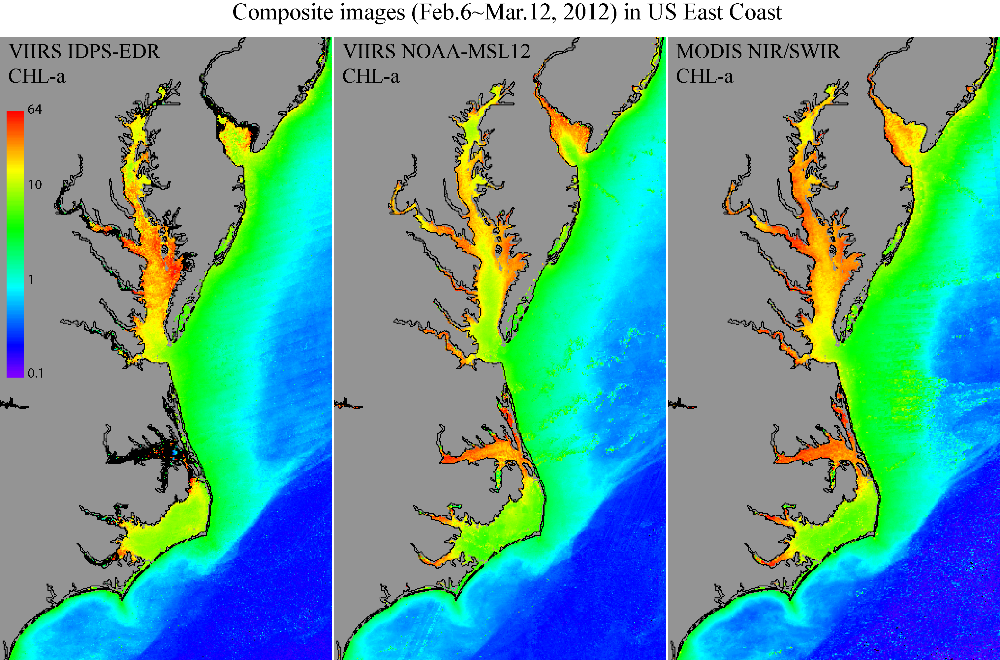 Composite images (Feb.6~Mar.12, 2012) in US East Coast
VIIRS IDPS-EDR
CHL-a
VIIRS NOAA-MSL12
CHL-a
MODIS NIR/SWIR
CHL-a
64
10
1
0.1